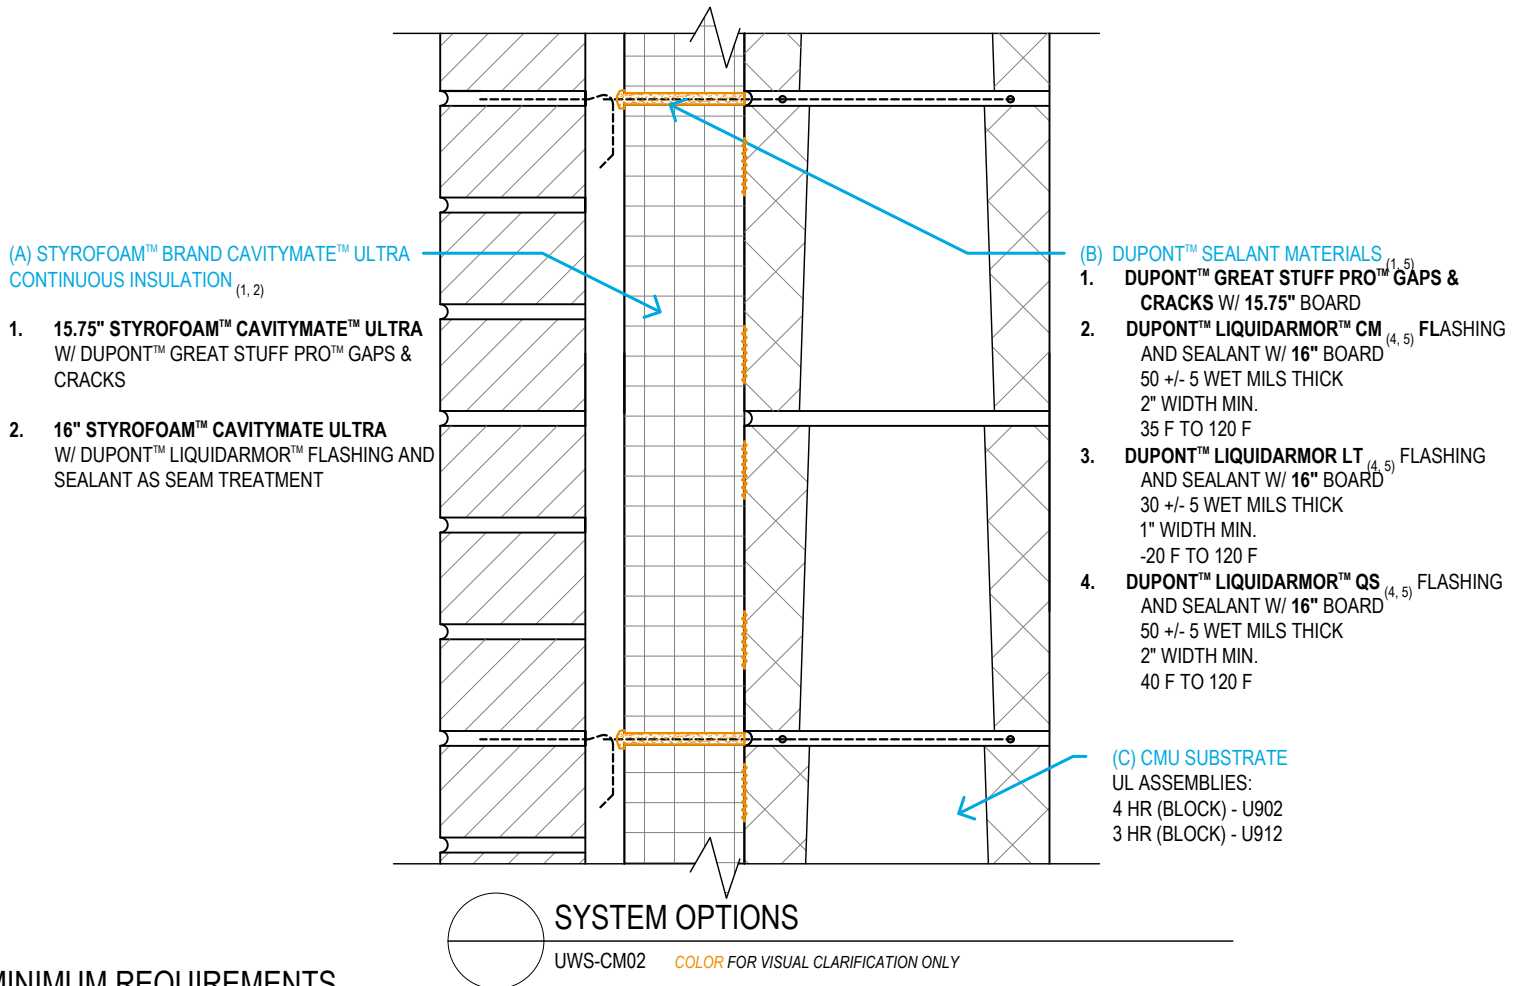 (A) STYROFOAM™ BRAND CAVITYMATE™ ULTRA
CONTINUOUS INSULATION (1, 2)
1. 15.75" STYROFOAM™ CAVITYMATE™ ULTRA
W/ DUPONT™ GREAT STUFF PRO™ GAPS &
CRACKS
2. 16" STYROFOAM™ CAVITYMATE ULTRA
W/ DUPONT™ LIQUIDARMOR™ FLASHING AND
SEALANT AS SEAM TREATMENT
(B) DUPONT™ SEALANT MATERIALS (1, 5)
1. DUPONT™ GREAT STUFF PRO™ GAPS &
CRACKS W/ 15.75" BOARD
2. DUPONT™ LIQUIDARMOR™ CM (4, 5) FLASHING
AND SEALANT W/ 16" BOARD
50 +/- 5 WET MILS THICK
2" WIDTH MIN.
35 F TO 120 F
3. DUPONT™ LIQUIDARMOR LT (4, 5) FLASHING
AND SEALANT W/ 16" BOARD
30 +/- 5 WET MILS THICK
1" WIDTH MIN.
-20 F TO 120 F
4. DUPONT™ LIQUIDARMOR™ QS (4, 5) FLASHING
AND SEALANT W/ 16" BOARD
50 +/- 5 WET MILS THICK
2" WIDTH MIN.
40 F TO 120 F
(C) CMU SUBSTRATE
UL ASSEMBLIES:
4 HR (BLOCK) - U902
3 HR (BLOCK) - U912
SYSTEM OPTIONS
UWS-CM02 COLOR FOR VISUAL CLARIFICATION ONLY
MINIMUM REQUIREMENTS